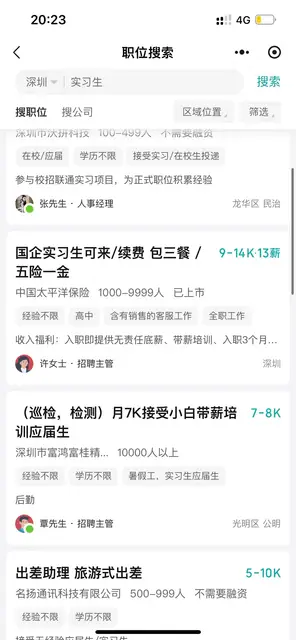 20:23
4G
职位搜索
深圳
实习生
搜索
搜职位 搜公司
区域位置 筛选
深圳市沃拼科技 100-499人 不需要融资
在校/应届 学历不限 接受实习/在校生投递
参与校招联通实习项目，为正式职位积累经验
张先生 · 人事经理
龙华区 民治
国企实习生可来/续费 包三餐 /
五险一金
9-14K·13薪
中国太平洋保险 1000-9999人 已上市
经验不限 高中 含有销售的客服工作 全职工作
收入福利：入职即提供无责任底薪、带薪培训、入职3个月...
许女士 · 招聘主管
深圳
（巡检，检测）月7K接受小白带薪培
训应届生
7-8K
深圳市富鸿富桂精... 10000人以上
经验不限 学历不限 暑假工，实习生应届生
后勤
覃先生 · 招聘主管
光明区 公明
出差助理 旅游式出差
5-10K
名扬通讯科技有限公司 500-999人 不需要融资
经验不限 学历不限
接受无经验应届生/实习生